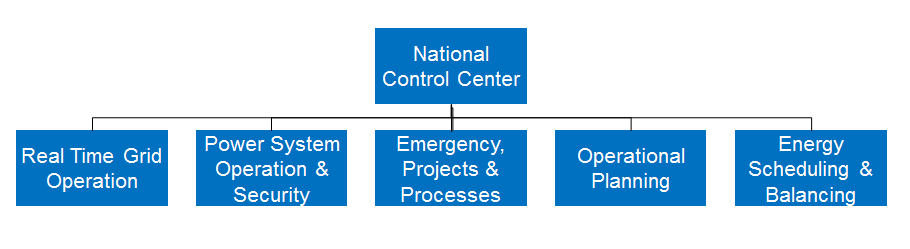 National
Control Center
Real Time Grid
Operation
Power System
Operation &
Security
Emergency,
Projects &
Processes
Operational
Planning
Energy
Scheduling &
Balancing